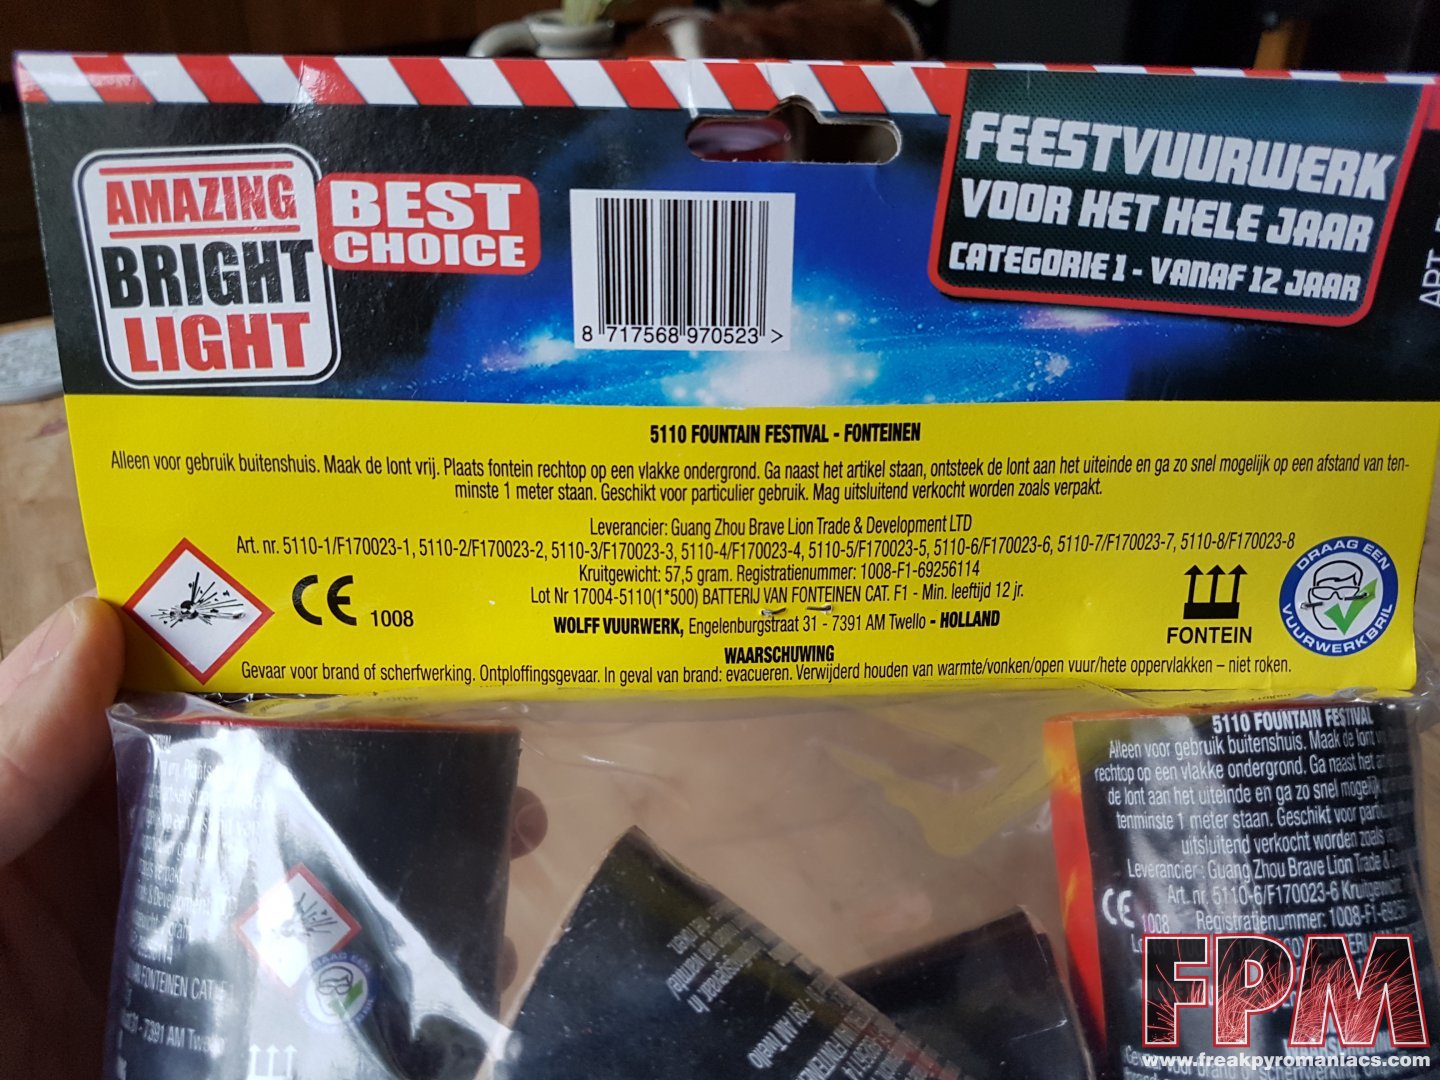 AMAZING
BRIGHT
LIGHT
BEST
CHOICE
8 717568 970523 >
FEESTVUURWERK
VOOR HET HELE JAAR
CATEGORIE 1 - VANAF 12 JAAR
ART.
5110 FOUNTAIN FESTIVAL - FONTEINEN
Alleen voor gebruik buitenshuis. Maak de lont vrij. Plaats fontein rechtop op een vlakke ondergrond. Ga naast het artikel staan, ontsteek de lont aan het uiteinde en ga zo snel mogelijk op een afstand van ten-
minste 1 meter staan. Geschikt voor particulier gebruik. Mag uitsluitend verkocht worden zoals verpakt.
Leverancier: Guang Zhou Brave Lion Trade & Development LTD
Art. nr. 5110-1/F170023-1, 5110-2/F170023-2, 5110-3/F170023-3, 5110-4/F170023-4, 5110-5/F170023-5, 5110-6/F170023-6, 5110-7/F170023-7, 5110-8/F170023-8
Kruitgewicht: 57,5 gram. Registratienummer: 1008-F1-69256114
Lot Nr 17004-5110(1*500) BATTERIJ VAN FONTEINEN CAT. F1 - Min. leeftijd 12 jr.
WOLFF VUURWERK, Engelenburgstraat 31 - 7391 AM Twello - HOLLAND
WAARSCHUWING
Gevaar voor brand of scherfwerking. Ontploffingsgevaar. In geval van brand: evacueren. Verwijderd houden van warmte/vonken/open vuur/hete oppervlakken – niet roken.
CE 1008
FONTEIN
DRAAG EEN
VUURWERKBRIL
5110 FOUNTAIN FESTIVAL
Alleen voor gebruik buitenshuis. Maak de lont
rechtop op een vlakke ondergrond. Ga naast het
de lont aan het uiteinde en ga zo snel
tenminste 1 meter staan. Geschikt voor
uitsluitend verkocht worden zoals
Leverancier: Guang Zhou Brave Lion Trade &
Art. nr. 5110-6/F170023-6 Kruitgewicht
CE 1008 Registratienummer: 1008-F1-6925
FONTEINEN CAT.
- 7391 AM Twello
FPM
www.freakpyromaniacs.com